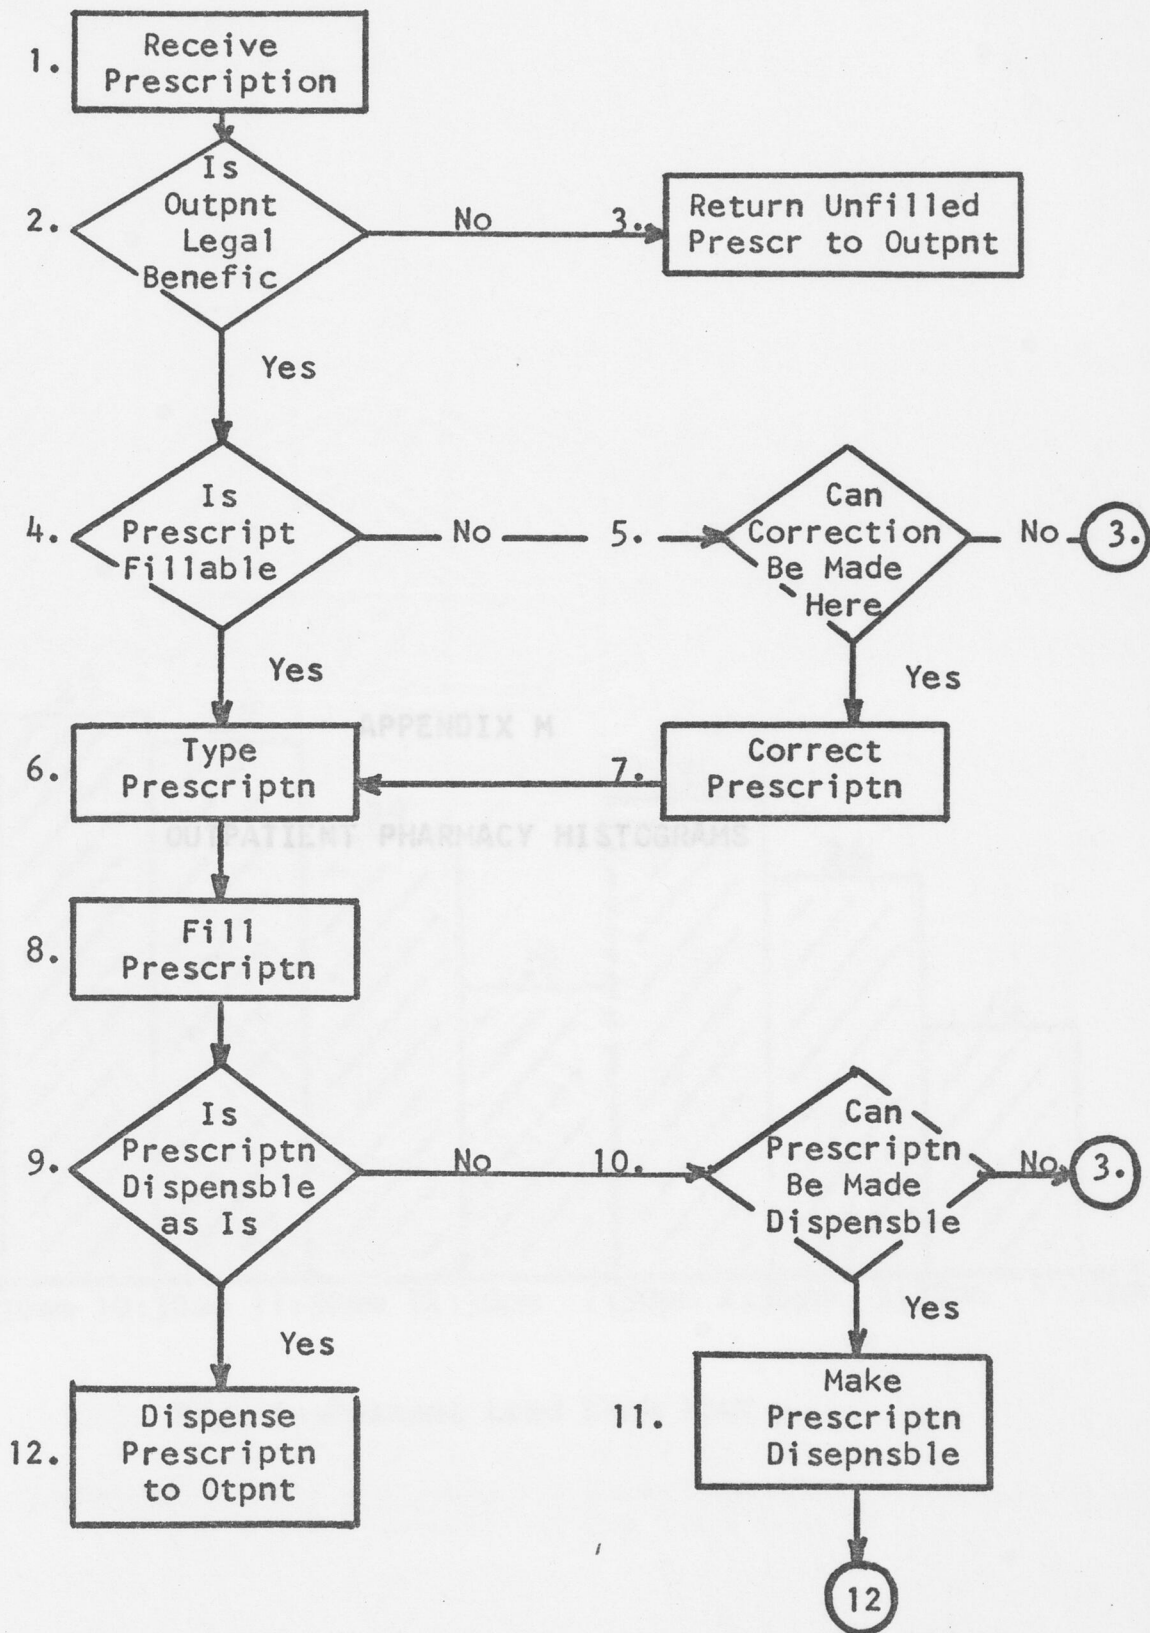 1.
Receive
Prescription
2.
Is
Outpnt
Legal
Benefic
No
3.
Return Unfilled
Prescr to Outpnt
Yes
4.
Is
Prescript
Fillable
No
5.
Can
Correction
Be Made
Here
No
3.
Yes
Yes
6.
Type
Prescriptn
7.
Correct
Prescriptn
APPENDIX M
OUTPATIENT PHARMACY HISTOGRAMS
8.
Fill
Prescriptn
9.
Is
Prescriptn
Dispensble
as Is
No
10.
Can
Prescriptn
Be Made
Dispensble
No
3.
Yes
Yes
12.
Dispense
Prescriptn
to Otpnt
11.
Make
Prescriptn
Disepnsble
12